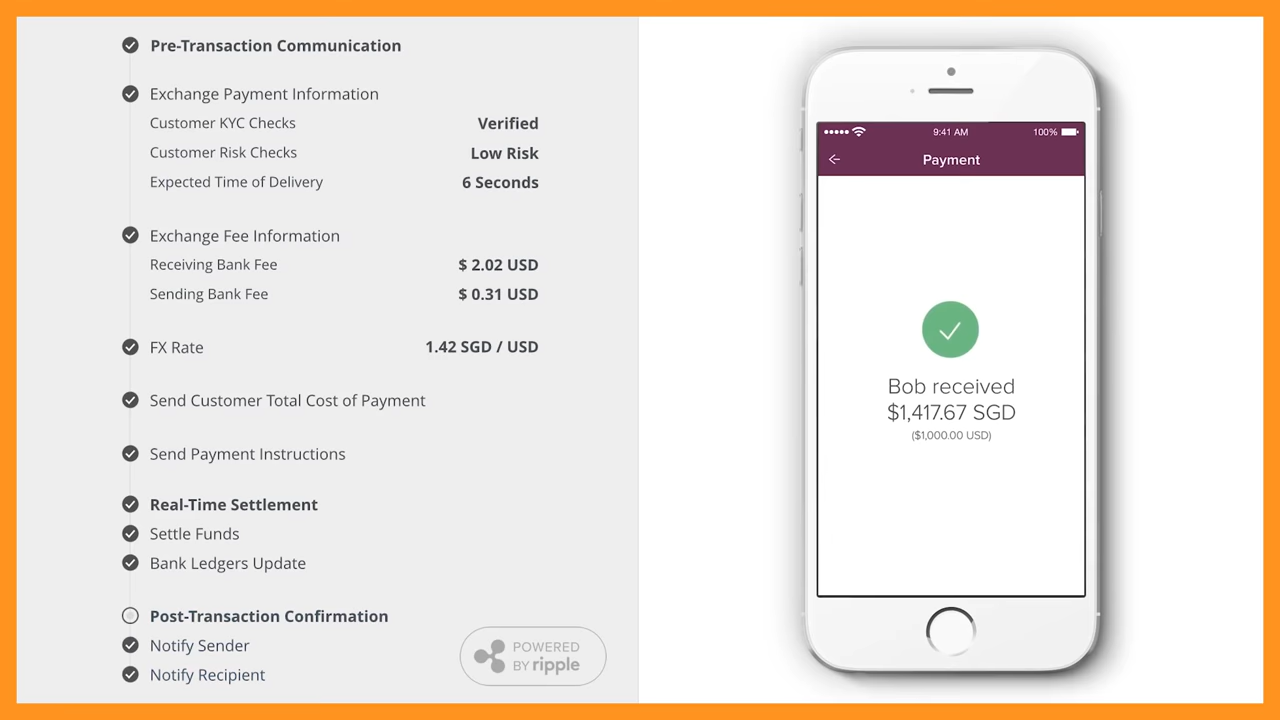 Pre-Transaction Communication
Exchange Payment Information
Customer KYC Checks Verified
Customer Risk Checks Low Risk
Expected Time of Delivery 6 Seconds
Exchange Fee Information
Receiving Bank Fee $ 2.02 USD
Sending Bank Fee $ 0.31 USD
FX Rate 1.42 SGD / USD
Send Customer Total Cost of Payment
Send Payment Instructions
Real-Time Settlement
Settle Funds
Bank Ledgers Update
Post-Transaction Confirmation
Notify Sender
Notify Recipient
POWERED
BY ripple
9:41 AM 100%
Payment
Bob received
$1,417.67 SGD
($1,000.00 USD)